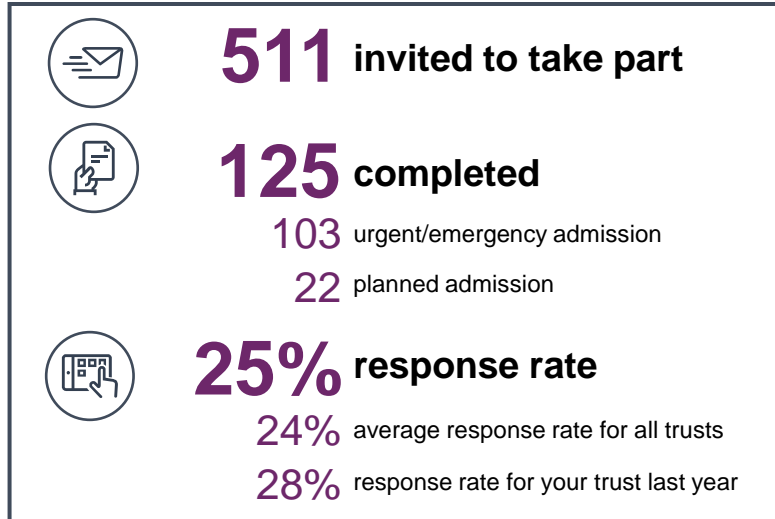 511 invited to take part
125 completed
103 urgent/emergency admission
22 planned admission
25% response rate
24% average response rate for all trusts
28% response rate for your trust last year